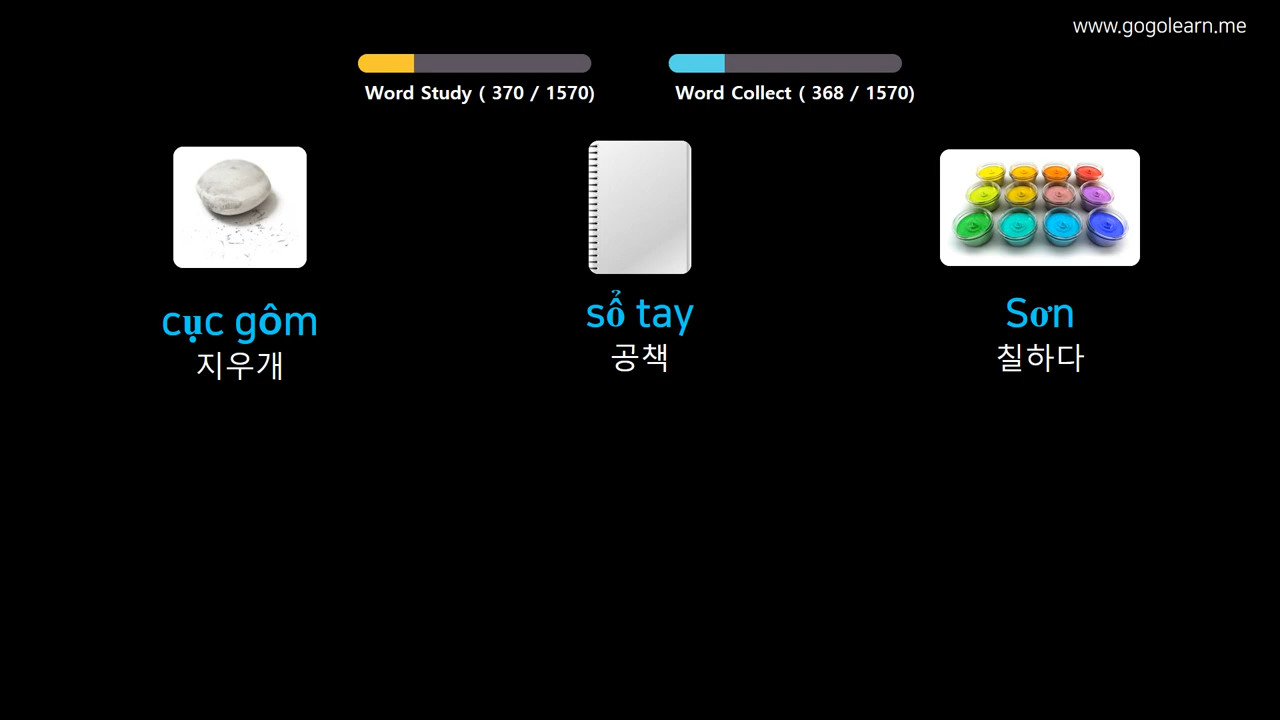 www.gogolearn.me
Word Study ( 370 / 1570)
Word Collect ( 368 / 1570)
cục gôm
지우개
sổ tay
공책
Sơn
칠하다